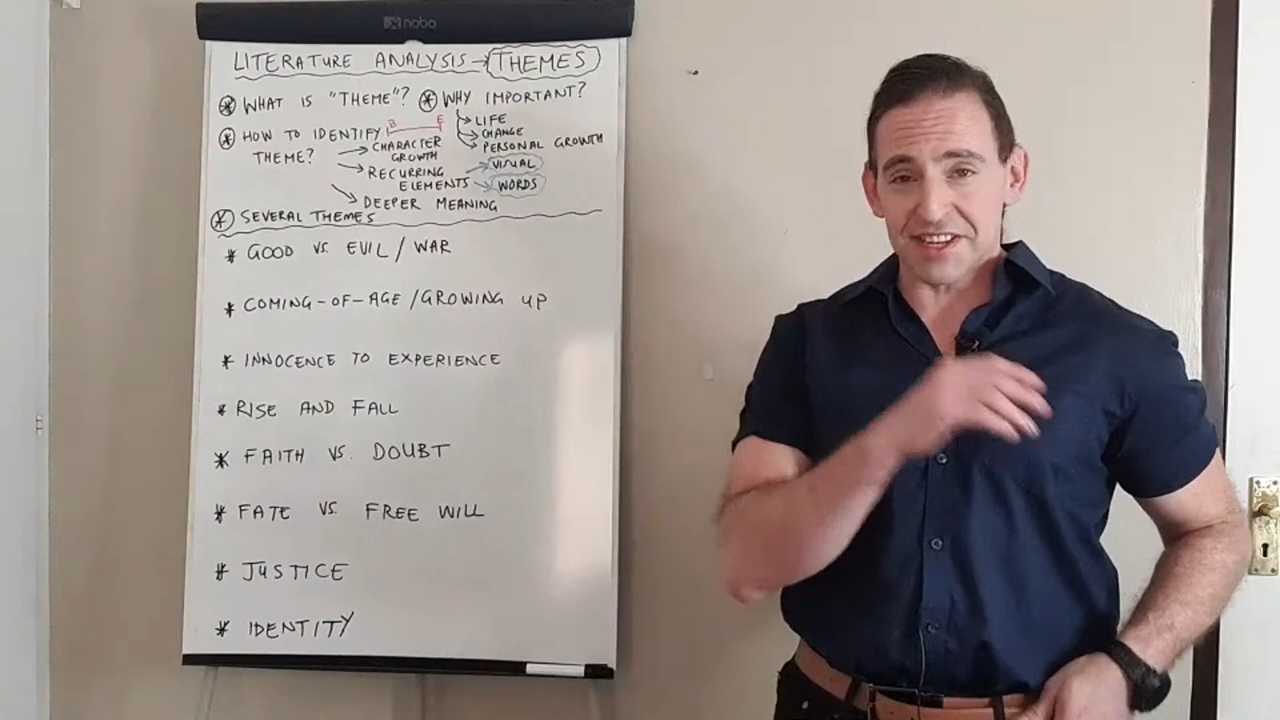 nobo
LITERATURE ANALYSIS → THEMES
* WHAT IS "THEME"? * WHY IMPORTANT?
→ LIFE
→ CHANGE
→ PERSONAL GROWTH
* HOW TO IDENTIFY
THEME?
B E
→ CHARACTER
GROWTH
→ RECURRING
ELEMENTS
→ VISUAL
→ WORDS
→ DEEPER MEANING
* SEVERAL THEMES
* GOOD VS. EVIL / WAR
* COMING-OF-AGE / GROWING UP
* INNOCENCE TO EXPERIENCE
* RISE AND FALL
* FAITH VS. DOUBT
* FATE VS FREE WILL
* JUSTICE
* IDENTITY